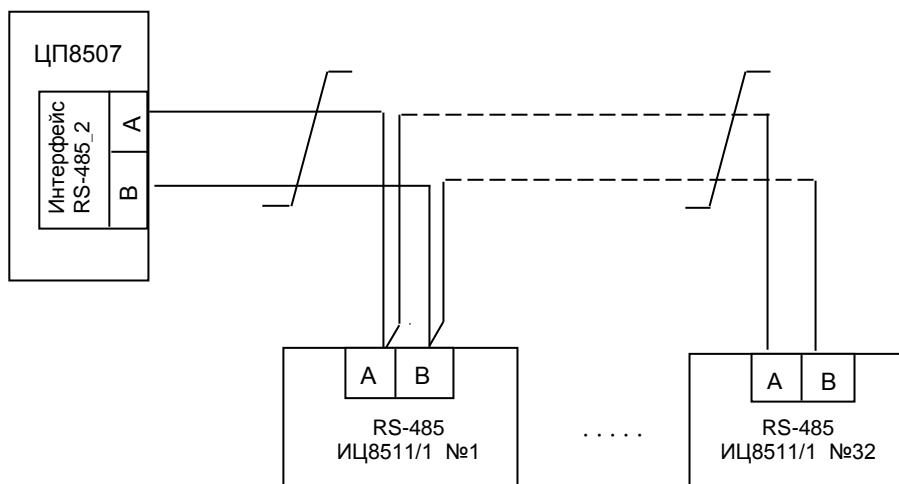 ЦП8507
Интерфейс
RS-485_2
A
B
A
B
RS-485
ИЦ8511/1 №1
. . . . .
A
B
RS-485
ИЦ8511/1 №32